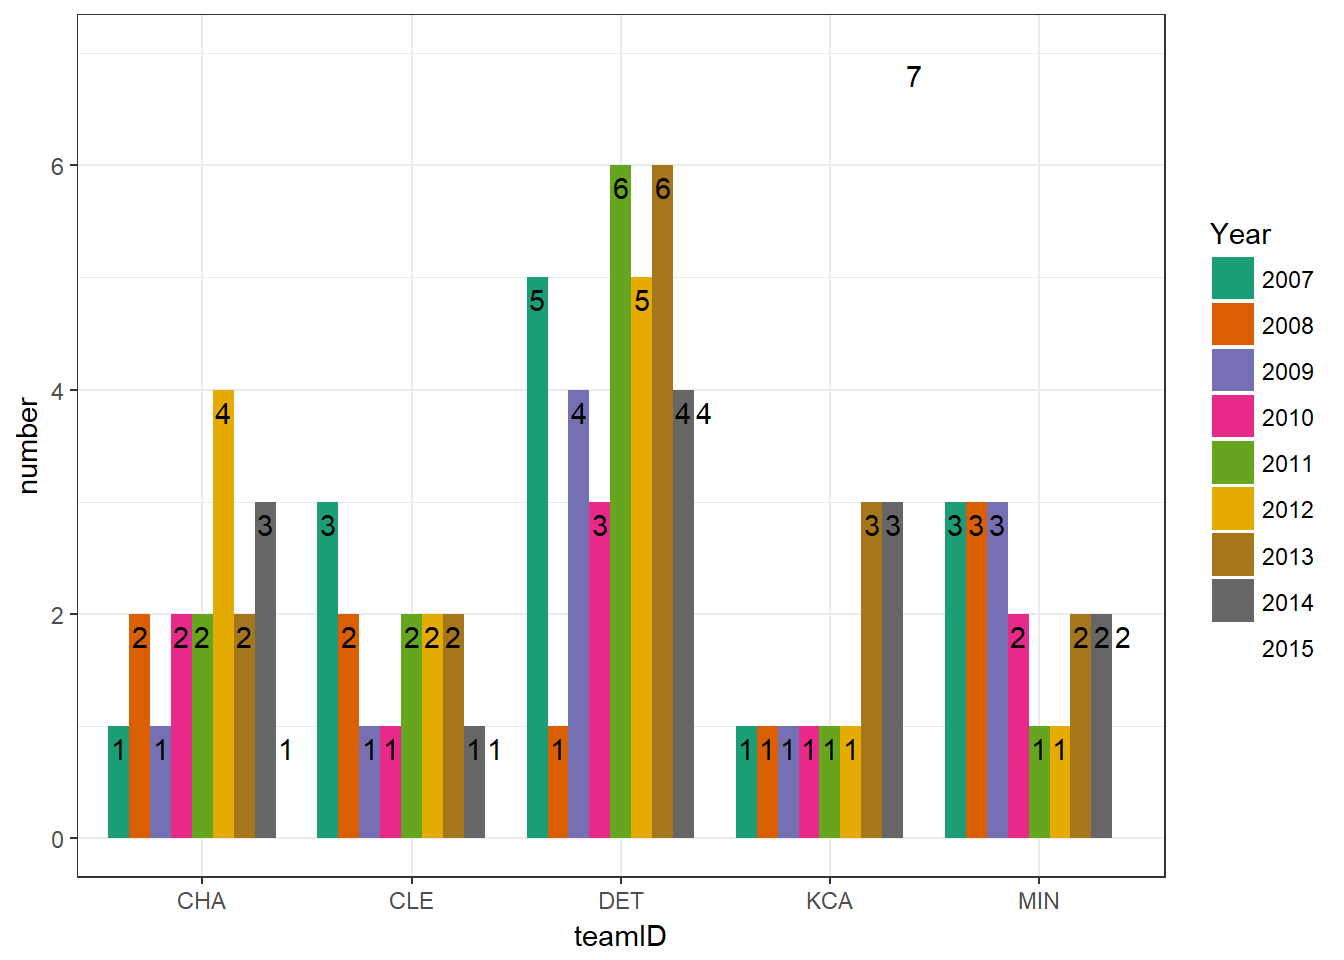 7
6
6 6
5 5
4
4 4 4 4
number
3 3 3 3 3 3 3 3
2
2 2 2 2 2 2 2 2 2 2 2 2
1 1 1 1 1 1 1 1 1 1 1 1 1 1 1 1
0
CHA CLE DET KCA MIN
teamID
Year
2007
2008
2009
2010
2011
2012
2013
2014
2015